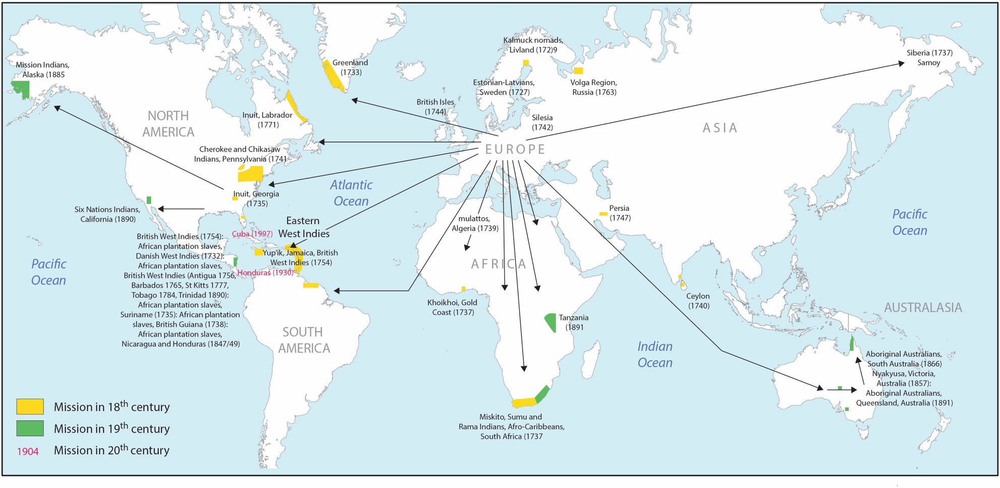 Mission Indians,
Alaska (1885
NORTH
AMERICA
Greenland
(1733)
Inuit, Labrador
(1771)
Cherokee and Chikasaw
Indians, Pennsylvania (1741
Inuit, Georgia
(1735)
Six Nations Indians,
California (1890)
Cuba (1997)
Eastern
West Indies
Yup’ik, Jamaica, British
West Indies (1754)
Honduras (1930)
British West Indies (1754):
African plantation slaves,
Danish West Indies (1732):
African plantation slaves,
British West Indies (Antigua 1756,
Barbados 1765, St Kitts 1777,
Tobago 1784, Trinidad 1890):
African plantation slaves,
Suriname (1735): African plantation
slaves, British Guiana (1738):
African plantation slaves,
Nicaragua and Honduras (1847/49)
Pacific
Ocean
SOUTH
AMERICA
Atlantic
Ocean
Kalmuck nomads,
Livland (172)9
Estonian-Latvians,
Sweden (1727)
Volga Region,
Russia (1763)
British Isles
(1744)
Silesia
(1742)
EUROPE
Siberia (1737)
Samoy
ASIA
Persia
(1747)
mulattos,
Algeria (1739)
AFRICA
Khoikhoi, Gold
Coast (1737)
Tanzania
(1891
Miskito, Sumu and
Rama Indians, Afro-Caribbeans,
South Africa (1737
Indian
Ocean
Ceylon
(1740)
Pacific
Ocean
AUSTRALASIA
Aboriginal Australians,
South Australia (1866)
Nyakyusa, Victoria,
Australia (1857):
Aboriginal Australians,
Queensland, Australia (1891)
Mission in 18th century
Mission in 19th century
1904 Mission in 20th century